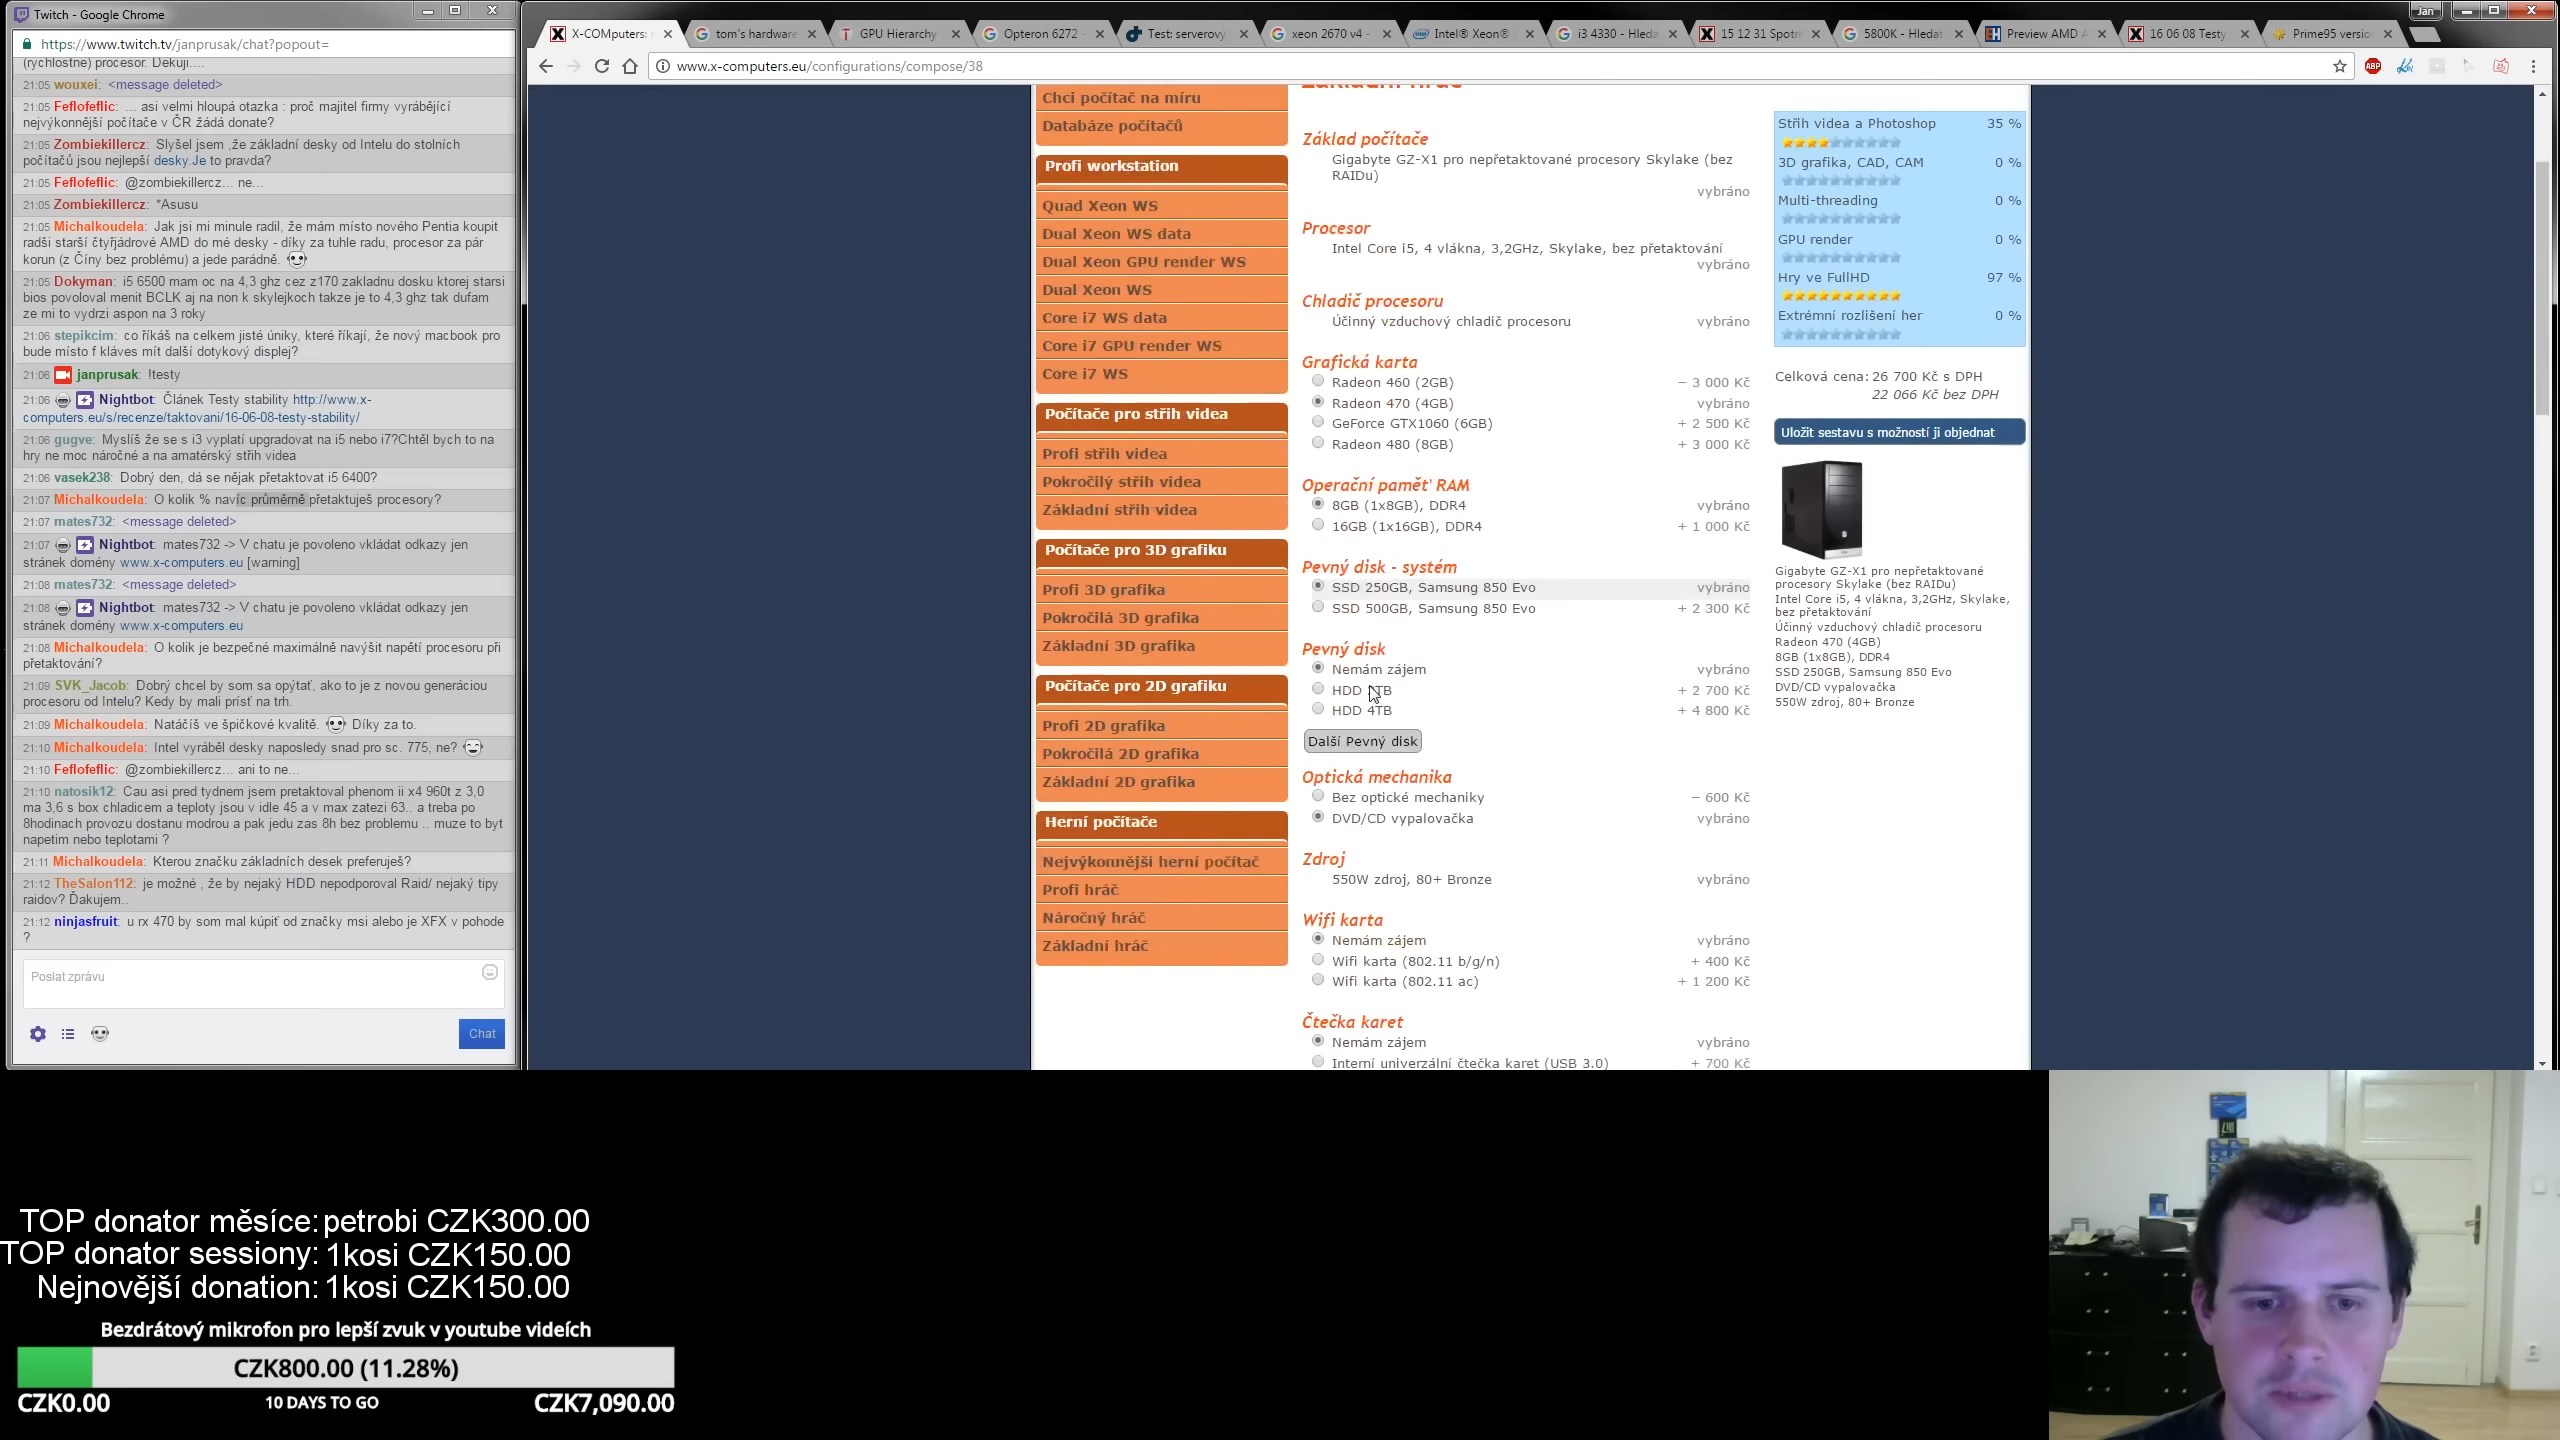 Twitch - Google Chrome
https://www.twitch.tv/janprusak/chat?popout=
(rychlostne) procesor. Dekuji....
21:05 wouxei: <message deleted>
21:05 Feflofeflic: ... asi velmi hloupá otazka : proč majitel firmy vyrábějící
nejvýkonnější počítače v ČR žádá donate?
21:05 Zombiekillercz: Slyšel jsem ,že základní desky od Intelu do stolních
počítačů jsou nejlepší desky.Je to pravda?
21:05 Feflofeflic: @zombiekillercz... ne...
21:05 Zombiekillercz: *Asusu
21:05 Michalkoudela: Jak jsi mi minule radil, že mám místo nového Pentia koupit
radši starší čtyřjádrové AMD do mé desky - díky za tuhle radu, procesor za pár
korun (z Číny bez problému) a jede parádně.
21:05 Dokyman: i5 6500 mam oc na 4,3 ghz cez z170 zakladnu dosku ktorej starsi
bios povoloval menit BCLK aj na non k skylejkoch takze je to 4,3 ghz tak dufam
ze mi to vydrzi aspon na 3 roky
21:06 stepikcim: co říkáš na celkem jisté úniky, které říkají, že nový macbook pro
bude místo f kláves mít další dotykový displej?
21:06 janprusak: !testy
21:06 Nightbot: Článek Testy stability http://www.x-
computers.eu/s/recenze/taktovani/16-06-08-testy-stability/
21:06 gugve: Myslíš že se s i3 vyplatí upgradovat na i5 nebo i7?Chtěl bych to na
hry ne moc náročné a na amatérský střih videa
21:06 vasek238: Dobrý den, dá se nějak přetaktovat i5 6400?
21:07 Michalkoudela: O kolik % navíc průměrně přetaktuješ procesory?
21:07 mates732: <message deleted>
21:07 Nightbot: mates732 -> V chatu je povoleno vkládat odkazy jen
stránek domény www.x-computers.eu [warning]
21:08 mates732: <message deleted>
21:08 Nightbot: mates732 -> V chatu je povoleno vkládat odkazy jen
stránek domény www.x-computers.eu
21:08 Michalkoudela: O kolik je bezpečné maximálně navýšit napětí procesoru při
přetaktování?
21:09 SVK_Jacob: Dobrý chcel by som sa opýtať, ako to je z novou generáciou
procesoru od Intelu? Kedy by mali prísť na trh.
21:09 Michalkoudela: Natáčíš ve špičkové kvalitě. Díky za to.
21:10 Michalkoudela: Intel vyráběl desky naposledy snad pro sc. 775, ne?
21:10 Feflofeflic: @zombiekillercz... ani to ne...
21:10 natosik12: Cau asi pred tydnem jsem pretaktoval phenom ii x4 960t z 3,0
ma 3,6 s box chladicem a teploty jsou v idle 45 a v max zatezi 63.. a treba po
8hodinach provozu dostanu modrou a pak jedu zas 8h bez problemu .. muze to byt
napetim nebo teplotami ?
21:11 Michalkoudela: Kterou značku základních desek preferuješ?
21:12 TheSalon112: je možné , že by nejaký HDD nepodporoval Raid/ nejaký tipy
raidov? Ďakujem..
21:12 ninjasfruit: u rx 470 by som mal kúpiť od značky msi alebo je XFX v pohode
?
Poslat zprávu
Chat
X-COMputers:
tom's hardware
GPU Hierarchy
Opteron 6272 -
Test: serverový
xeon 2670 v4 -
Intel® Xeon®
i3 4330 - Hleda
15 12 31 Spotř
5800K - Hledat
Preview AMD A
16 06 08 Testy
Prime95 versio
Jan
www.x-computers.eu/configurations/compose/38
ABP
Chci počítač na míru
Databáze počítačů
Profi workstation
Quad Xeon WS
Dual Xeon WS data
Dual Xeon GPU render WS
Dual Xeon WS
Core i7 WS data
Core i7 GPU render WS
Core i7 WS
Počítače pro střih videa
Profi střih videa
Pokročilý střih videa
Základní střih videa
Počítače pro 3D grafiku
Profi 3D grafika
Pokročilá 3D grafika
Základní 3D grafika
Počítače pro 2D grafiku
Profi 2D grafika
Pokročilá 2D grafika
Základní 2D grafika
Herní počítače
Nejvýkonnější herní počítač
Profi hráč
Náročný hráč
Základní hráč
Základní hráč
Základ počítače
Gigabyte GZ-X1 pro nepřetaktované procesory Skylake (bez
RAIDu)
vybráno
Procesor
Intel Core i5, 4 vlákna, 3,2GHz, Skylake, bez přetaktování
vybráno
Chladič procesoru
Účinný vzduchový chladič procesoru vybráno
Grafická karta
Radeon 460 (2GB) − 3 000 Kč
Radeon 470 (4GB) vybráno
GeForce GTX1060 (6GB) + 2 500 Kč
Radeon 480 (8GB) + 3 000 Kč
Operační paměť RAM
8GB (1x8GB), DDR4 vybráno
16GB (1x16GB), DDR4 + 1 000 Kč
Pevný disk - systém
SSD 250GB, Samsung 850 Evo vybráno
SSD 500GB, Samsung 850 Evo + 2 300 Kč
Pevný disk
Nemám zájem vybráno
HDD TB + 2 700 Kč
HDD 4TB + 4 800 Kč
Další Pevný disk
Optická mechanika
Bez optické mechaniky − 600 Kč
DVD/CD vypalovačka vybráno
Zdroj
550W zdroj, 80+ Bronze vybráno
Wifi karta
Nemám zájem vybráno
Wifi karta (802.11 b/g/n) + 400 Kč
Wifi karta (802.11 ac) + 1 200 Kč
Čtečka karet
Nemám zájem vybráno
Interní univerzální čtečka karet (USB 3.0) + 700 Kč
Střih videa a Photoshop 35 %
3D grafika, CAD, CAM 0 %
Multi-threading 0 %
GPU render 0 %
Hry ve FullHD 97 %
Extrémní rozlišení her 0 %
Celková cena: 26 700 Kč s DPH
22 066 Kč bez DPH
Uložit sestavu s možností ji objednat
Gigabyte GZ-X1 pro nepřetaktované
procesory Skylake (bez RAIDu)
Intel Core i5, 4 vlákna, 3,2GHz, Skylake,
bez přetaktování
Účinný vzduchový chladič procesoru
Radeon 470 (4GB)
8GB (1x8GB), DDR4
SSD 250GB, Samsung 850 Evo
DVD/CD vypalovačka
550W zdroj, 80+ Bronze
TOP donator měsíce: petrobi CZK300.00
TOP donator sessiony: 1kosi CZK150.00
Nejnovější donation: 1kosi CZK150.00
Bezdrátový mikrofon pro lepší zvuk v youtube videích
CZK800.00 (11.28%)
CZK0.00 10 DAYS TO GO CZK7,090.00